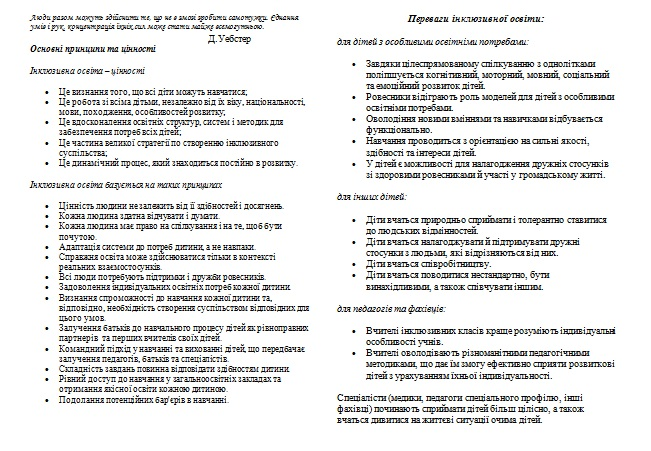 Люди разом можуть здійснити те, що не в змозі зробити самотужки. Єднання
умів і рук, концентрація їхніх сил може стати майже всемогутньою.
Д.Уебстер
Основні принципи та цінності
Інклюзивна освіта – цінності
• Це визнання того, що всі діти можуть навчатися;
• Це робота зі всіма дітьми, незалежно від їх віку, національності,
мови, походження, особливостей розвитку;
• Це вдосконалення освітніх структур, систем і методик для
забезпечення потреб всіх дітей;
• Це частина великої стратегії по створенню інклюзивного
суспільства;
• Це динамічний процес, який знаходиться постійно в розвитку.
Інклюзивна освіта базується на таких принципах
• Цінність людини не залежить від її здібностей і досягнень.
• Кожна людина здатна відчувати і думати.
• Кожна людина має право на спілкування і на те, щоб бути
почутою.
• Адаптація системи до потреб дитини, а не навпаки.
• Справжня освіта може здійснюватися тільки в контексті
реальних взаємостосунків.
• Всі люди потребують підтримки і дружби ровесників.
• Задоволення індивідуальних освітніх потреб кожної дитини.
• Визнання спроможності до навчання кожної дитини та,
відповідно, необхідність створення суспільством відповідних для
цього умов.
• Залучення батьків до навчального процесу дітей як рівноправних
партнерів та перших вчителів своїх дітей.
• Командний підхід у навчанні та вихованні дітей, що передбачає
залучення педагогів, батьків та спеціалістів.
• Складність завдань повинна відповідати здібностям дитини.
• Рівний доступ до навчання у загальноосвітніх закладах та
отримання якісної освіти кожною дитиною.
• Подолання потенційних бар'єрів в навчанні.
Переваги інклюзивної освіти:
для дітей з особливими освітніми потребами:
• Завдяки цілеспрямованому спілкуванню з однолітками
поліпшується когнітивний, моторний, мовний, соціальний
та емоційний розвиток дітей.
• Ровесники відіграють роль моделей для дітей з особливими
освітніми потребами.
• Оволодіння новими вміннями та навичками відбувається
функціонально.
• Навчання проводиться з орієнтацією на сильні якості,
здібності та інтереси дітей.
• У дітей є можливості для налагодження дружніх стосунків
зі здоровими ровесниками й участі у громадському житті.
для інших дітей:
• Діти вчаться природньо сприймати і толерантно ставитися
до людських відмінностей.
• Діти вчаться налагоджувати й підтримувати дружні
стосунки з людьми, які відрізняються від них.
• Діти вчаться співробітництву.
• Діти вчаться поводитися нестандартно, бути
винахідливими, а також співчувати іншим.
для педагогів та фахівців:
• Вчителі інклюзивних класів краще розуміють індивідуальні
особливості учнів.
• Вчителі оволодівають різноманітними педагогічними
методиками, що дає їм змогу ефективно сприяти розвиткові
дітей з урахуванням їхньої індивідуальності.
Спеціалісти (медики, педагоги спеціального профілю, інші
фахівці) починають сприймати дітей більш цілісно, а також
вчаться дивитися на життєві ситуації очима дітей.